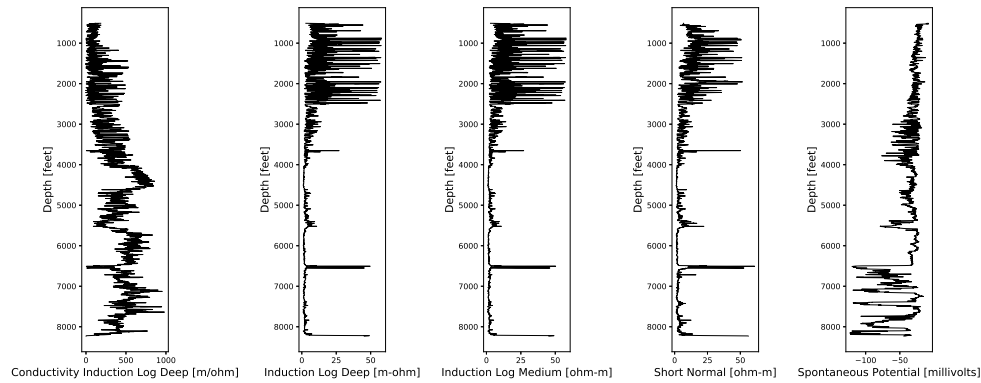 1000
2000
3000
4000
5000
6000
7000
8000
Depth [feet]
0 500 1000
Conductivity Induction Log Deep [m/ohm]
1000
2000
3000
4000
5000
6000
7000
8000
Depth [feet]
0 25 50
Induction Log Deep [m-ohm]
1000
2000
3000
4000
5000
6000
7000
8000
Depth [feet]
0 25 50
Induction Log Medium [ohm-m]
1000
2000
3000
4000
5000
6000
7000
8000
Depth [feet]
0 25 50
Short Normal [ohm-m]
1000
2000
3000
4000
5000
6000
7000
8000
Depth [feet]
−100 −50
Spontaneous Potential [millivolts]